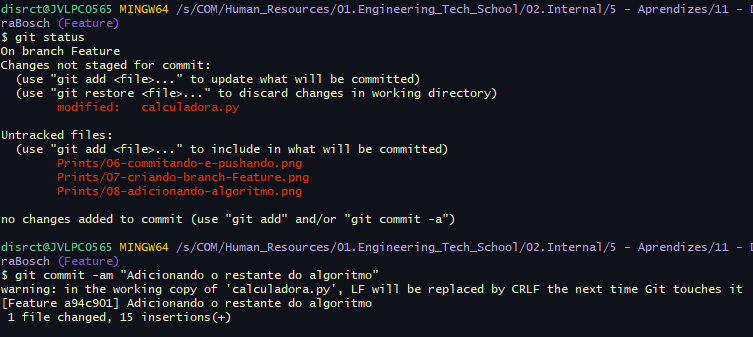 disrct@JVLPC0565 MINGW64 /s/COM/Human_Resources/01.Engineering_Tech_School/02.Internal/5 - Aprendizes/11 - D
raBosch (Feature)
$ git status
On branch Feature
Changes not staged for commit:
  (use "git add <file>..." to update what will be committed)
  (use "git restore <file>..." to discard changes in working directory)
        modified:   calculadora.py

Untracked files:
  (use "git add <file>..." to include in what will be committed)
        Prints/06-commitando-e-pushando.png
        Prints/07-criando-branch-Feature.png
        Prints/08-adicionando-algoritmo.png

no changes added to commit (use "git add" and/or "git commit -a")

disrct@JVLPC0565 MINGW64 /s/COM/Human_Resources/01.Engineering_Tech_School/02.Internal/5 - Aprendizes/11 - D
raBosch (Feature)
$ git commit -am "Adicionando o restante do algoritmo"
warning: in the working copy of 'calculadora.py', LF will be replaced by CRLF the next time Git touches it
[Feature a94c901] Adicionando o restante do algoritmo
 1 file changed, 15 insertions(+)